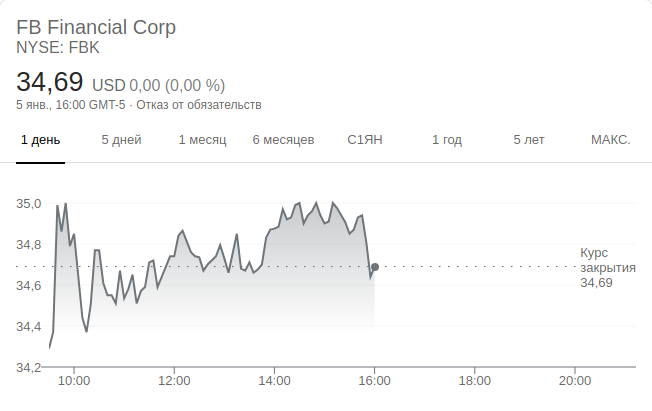 FB Financial Corp
NYSE: FBK
34,69 USD 0,00 (0,00 %)
5 янв., 16:00 GMT-5 · Отказ от обязательств
1 день 5 дней 1 месяц 6 месяцев С1ЯН 1 год 5 лет МАКС.
35,0
34,8
Курс
закрытия
34,69
34,6
34,4
34,2
10:00 12:00 14:00 16:00 18:00 20:00